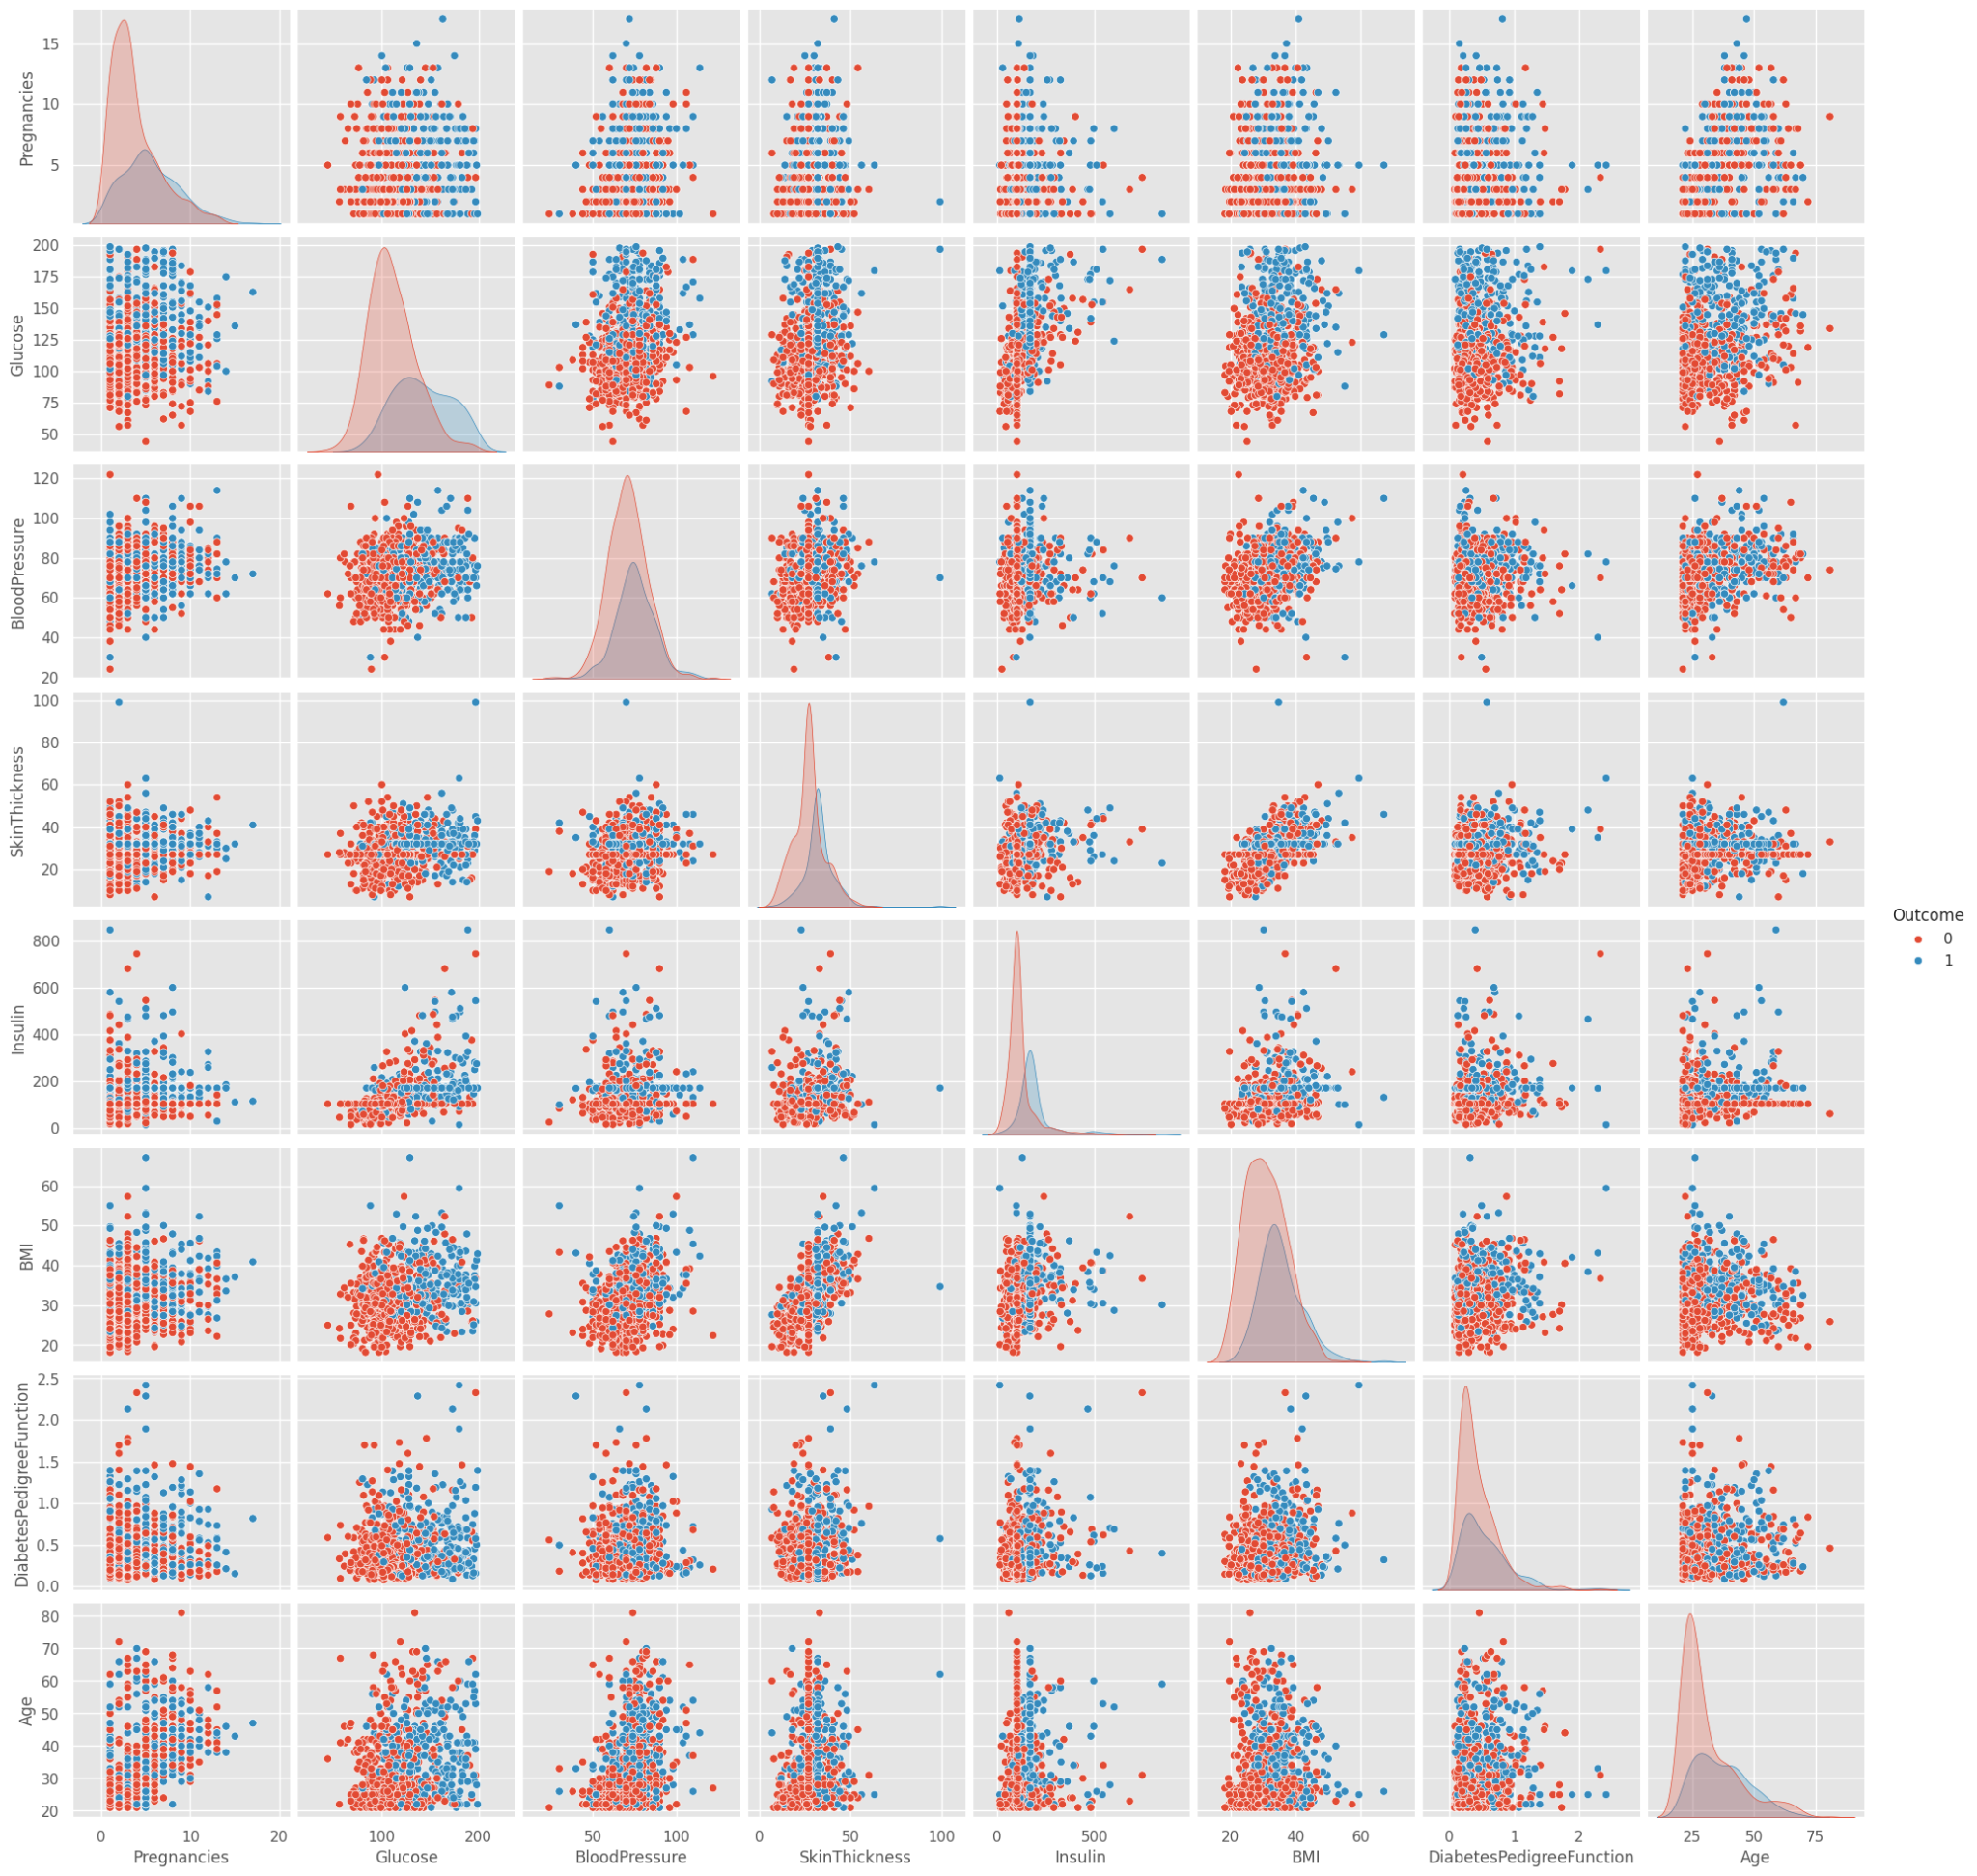 15
10
5
Pregnancies
200
175
150
125
100
75
50
Glucose
120
100
80
60
40
20
BloodPressure
100
80
60
40
20
SkinThickness
800
600
400
200
0
Insulin
Outcome
0
1
60
50
40
30
20
BMI
2.5
2.0
1.5
1.0
0.5
0.0
DiabetesPedigreeFunction
80
70
60
50
40
30
20
Age
0 10 20
100 200
50 100
0 50 100
0 500
20 40 60
0 1 2
25 50 75
Pregnancies
Glucose
BloodPressure
SkinThickness
Insulin
BMI
DiabetesPedigreeFunction
Age